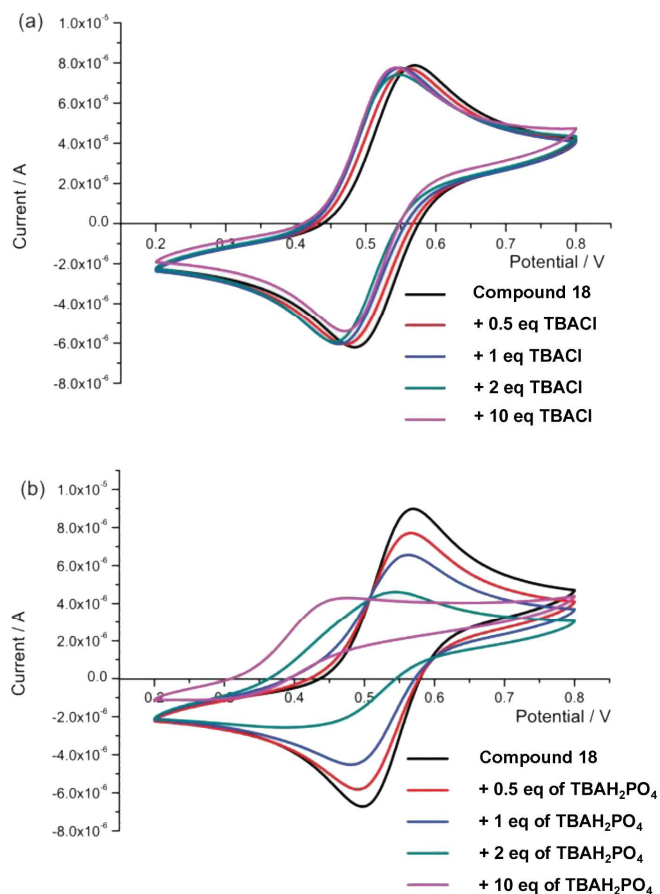 (a)
1.0x10⁻⁵
8.0x10⁻⁶
6.0x10⁻⁶
4.0x10⁻⁶
2.0x10⁻⁶
0.0
-2.0x10⁻⁶
-4.0x10⁻⁶
-6.0x10⁻⁶
-8.0x10⁻⁶
Current / A
0.2 0.3 0.4 0.5 0.6 0.7 0.8
Potential / V
Compound 18
+ 0.5 eq TBACl
+ 1 eq TBACl
+ 2 eq TBACl
+ 10 eq TBACl
(b)
1.0x10⁻⁵
8.0x10⁻⁶
6.0x10⁻⁶
4.0x10⁻⁶
2.0x10⁻⁶
0.0
-2.0x10⁻⁶
-4.0x10⁻⁶
-6.0x10⁻⁶
-8.0x10⁻⁶
Current / A
0.2 0.3 0.4 0.5 0.6 0.7 0.8
Potential / V
Compound 18
+ 0.5 eq of TBAH₂PO₄
+ 1 eq of TBAH₂PO₄
+ 2 eq of TBAH₂PO₄
+ 10 eq of TBAH₂PO₄